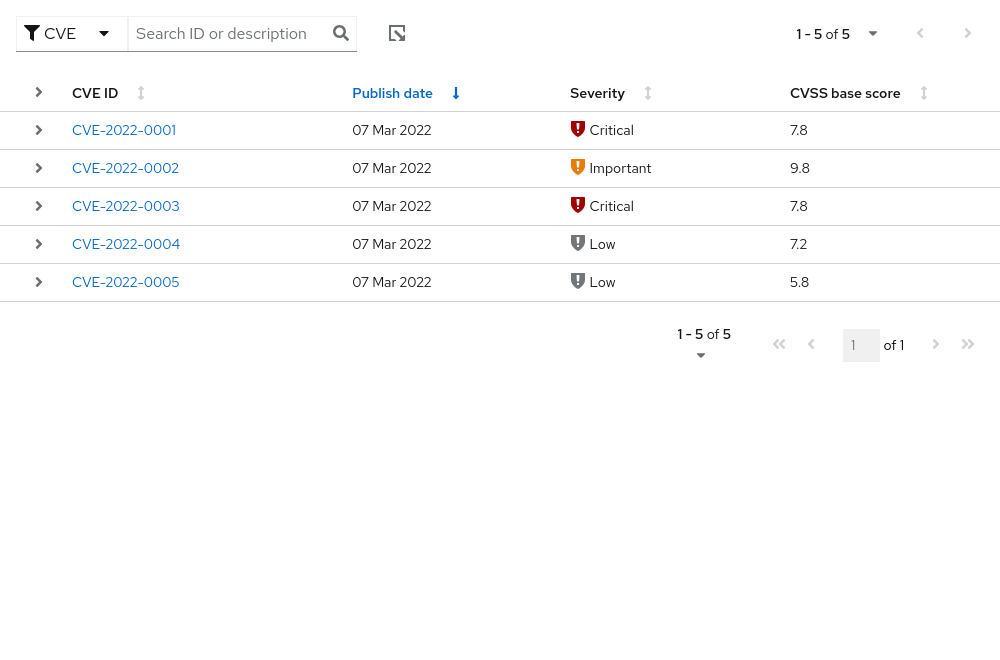 CVE Search ID or description 1 - 5 of 5
CVE ID Publish date Severity CVSS base score
CVE-2022-0001 07 Mar 2022 Critical 7.8
CVE-2022-0002 07 Mar 2022 Important 9.8
CVE-2022-0003 07 Mar 2022 Critical 7.8
CVE-2022-0004 07 Mar 2022 Low 7.2
CVE-2022-0005 07 Mar 2022 Low 5.8
1 - 5 of 5
1 of 1